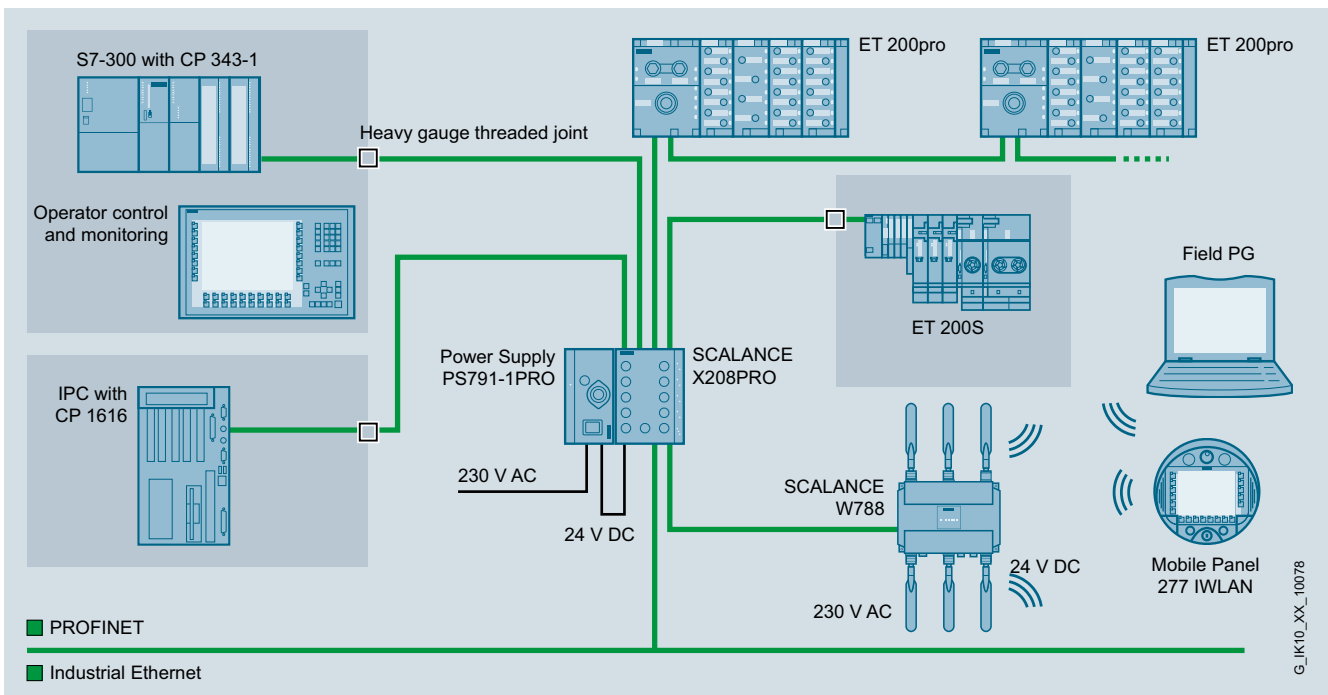 S7-300 with CP 343-1
Heavy gauge threaded joint
ET 200pro
ET 200pro
Operator control
and monitoring
ET 200S
Field PG
IPC with
CP 1616
Power Supply
PS791-1PRO
SCALANCE
X208PRO
230 V AC
24 V DC
SCALANCE
W788
24 V DC
230 V AC
Mobile Panel
277 IWLAN
PROFINET
Industrial Ethernet
G_IK10_XX_10078